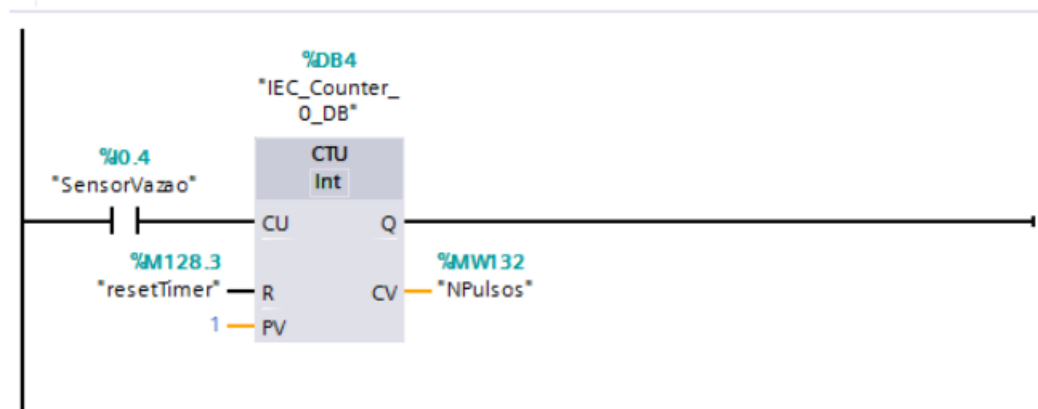 %DB4
"IEC_Counter_
0_DB"
%I0.4
"SensorVazao"
CTU
Int
CU
Q
%M128.3
"resetTimer"
R
%MW132
CV
"NPulsos"
1
PV